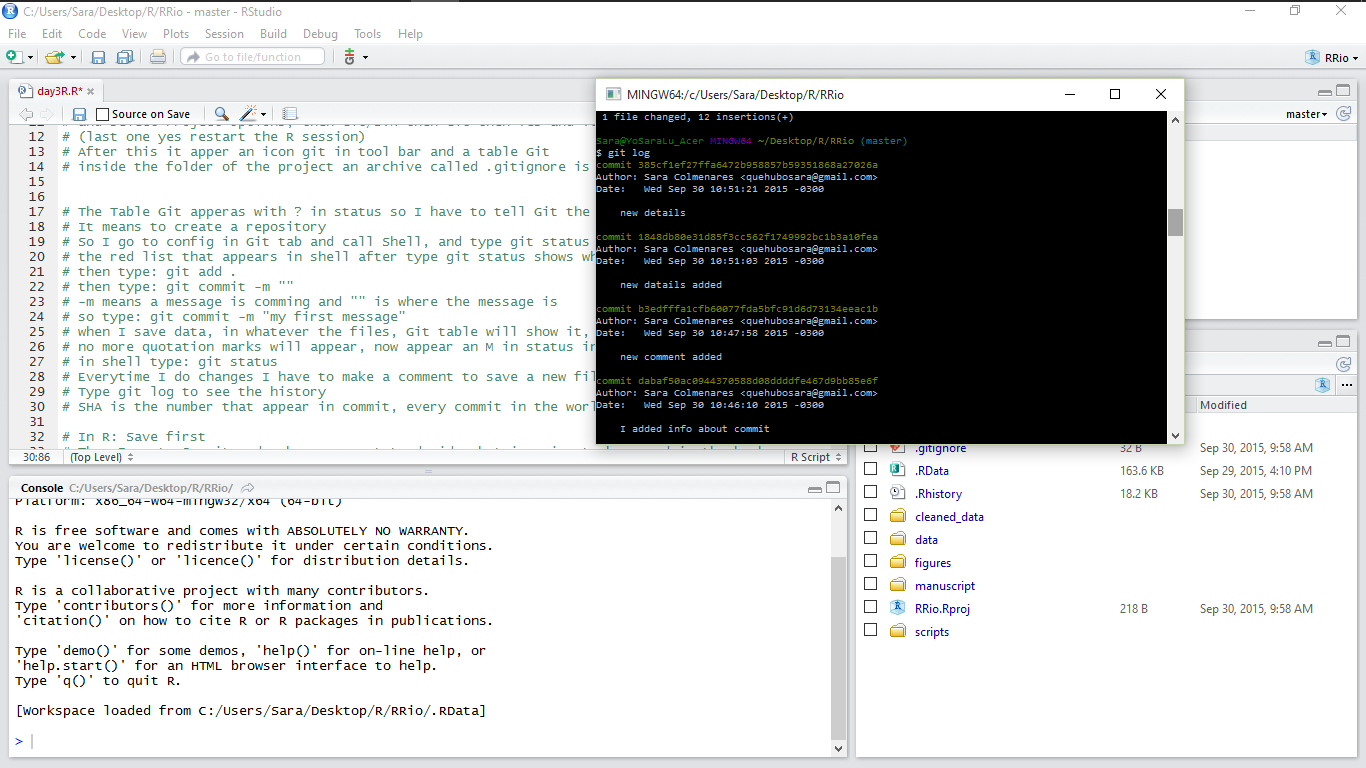 C:/Users/Sara/Desktop/R/RRio - master - RStudio
File Edit Code View Plots Session Build Debug Tools Help
Go to file/function
RRio
day3R.R*
Source on Save
12 # (last one yes restart the R session)
13 # After this it apper an icon git in tool bar and a table Git
14 # inside the folder of the project an archive called .gitignore is
15
16
17 # The Table Git apperas with ? in status so I have to tell Git the
18 # It means to create a repository
19 # So I go to config in Git tab and call Shell, and type git status
20 # the red list that appears in shell after type git status shows wh
21 # then type: git add .
22 # then type: git commit -m ""
23 # -m means a message is comming and "" is where the message is
24 # so type: git commit -m "my first message"
25 # when I save data, in whatever the files, Git table will show it,
26 # no more quotation marks will appear, now appear an M in status in
27 # in shell type: git status
28 # Everytime I do changes I have to make a comment to save a new fil
29 # Type git log to see the history
30 # SHA is the number that appear in commit, every commit in the worl
31
32 # In R: Save first
30:86 (Top Level) R Script
MINGW64:/c/Users/Sara/Desktop/R/RRio
1 file changed, 12 insertions(+)
Sara@YoSaraLu_Acer MINGW64 ~/Desktop/R/RRio (master)
$ git log
commit 385cf1ef27ffa6472b958857b59351868a27026a
Author: Sara Colmenares <quehubosara@gmail.com>
Date: Wed Sep 30 10:51:21 2015 -0300
new details
commit 1848db80e31d85f3cc562f1749992bc1b3a10fea
Author: Sara Colmenares <quehubosara@gmail.com>
Date: Wed Sep 30 10:51:03 2015 -0300
new datails added
commit b3edfffa1cfb60077fda5bfc91d6d73134eeac1b
Author: Sara Colmenares <quehubosara@gmail.com>
Date: Wed Sep 30 10:47:58 2015 -0300
new comment added
commit dabaf50ac0944370588d08ddddfe467d9bb85e6f
Author: Sara Colmenares <quehubosara@gmail.com>
Date: Wed Sep 30 10:46:10 2015 -0300
I added info about commit
master
Modified
.gitignore 32 B Sep 30, 2015, 9:58 AM
.RData 163.6 KB Sep 29, 2015, 4:10 PM
.Rhistory 18.2 KB Sep 30, 2015, 9:58 AM
cleaned_data
data
figures
manuscript
RRio.Rproj 218 B Sep 30, 2015, 9:58 AM
scripts
Console C:/Users/Sara/Desktop/R/RRio/
Platform: x86_64-w64-mingw32/x64 (64-bit)
R is free software and comes with ABSOLUTELY NO WARRANTY.
You are welcome to redistribute it under certain conditions.
Type 'license()' or 'licence()' for distribution details.
R is a collaborative project with many contributors.
Type 'contributors()' for more information and
'citation()' on how to cite R or R packages in publications.
Type 'demo()' for some demos, 'help()' for on-line help, or
'help.start()' for an HTML browser interface to help.
Type 'q()' to quit R.
[Workspace loaded from C:/Users/Sara/Desktop/R/RRio/.RData]
>